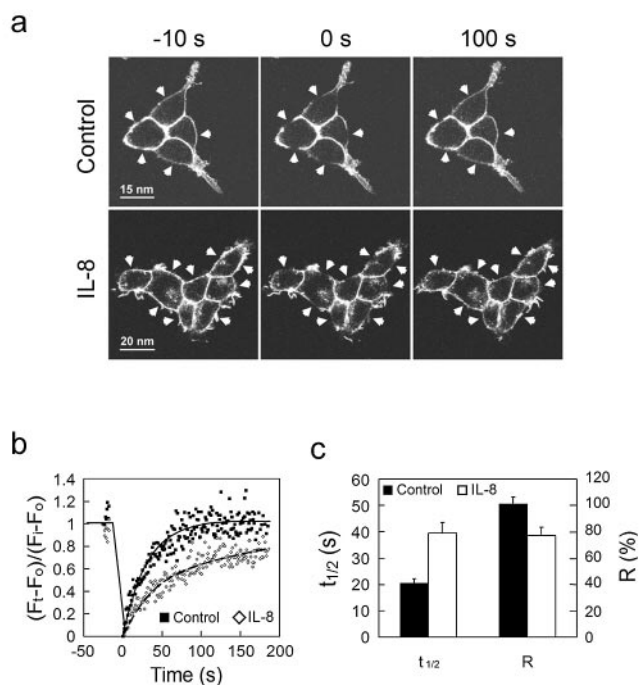 a
-10 s 0 s 100 s
Control
15 nm
IL-8
20 nm
b
(Ft-Fo)/(Fi-Fo)
1.4
1.2
1
0.8
0.6
0.4
0.2
0
-50 0 50 100 150 200
Control IL-8
Time (s)
c
t1/2 (s)
60
50
40
30
20
10
0
Control IL-8
120
100
80
60
40
20
0
R (%)
t 1/2 R